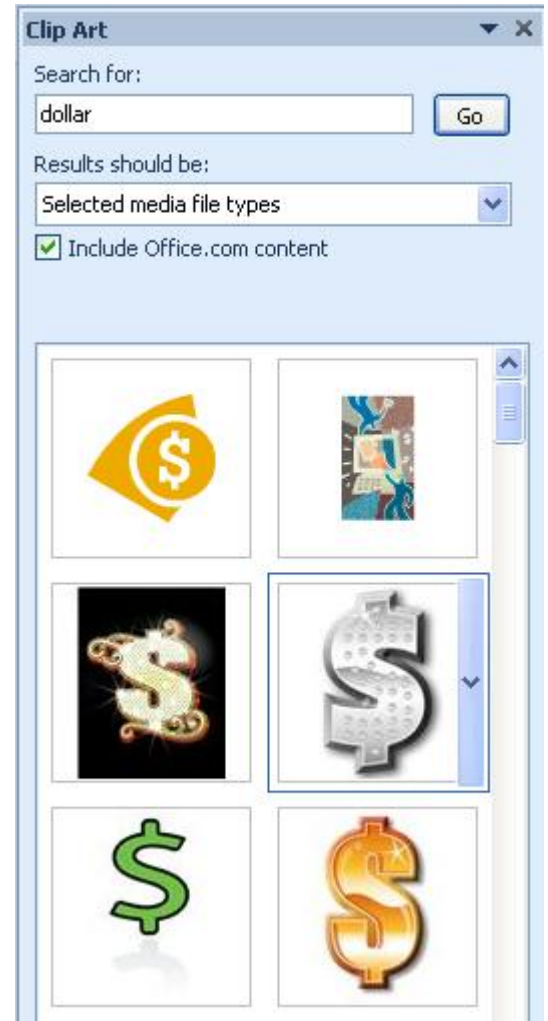 Clip Art
Search for:
dollar
Go
Results should be:
Selected media file types
Include Office.com content
$
$
$
$
$